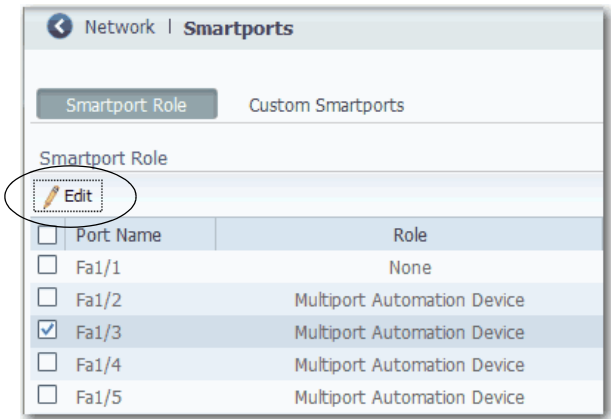 Network | Smartports
Smartport Role Custom Smartports
Smartport Role
Edit
Port Name Role
Fa1/1 None
Fa1/2 Multiport Automation Device
Fa1/3 Multiport Automation Device
Fa1/4 Multiport Automation Device
Fa1/5 Multiport Automation Device